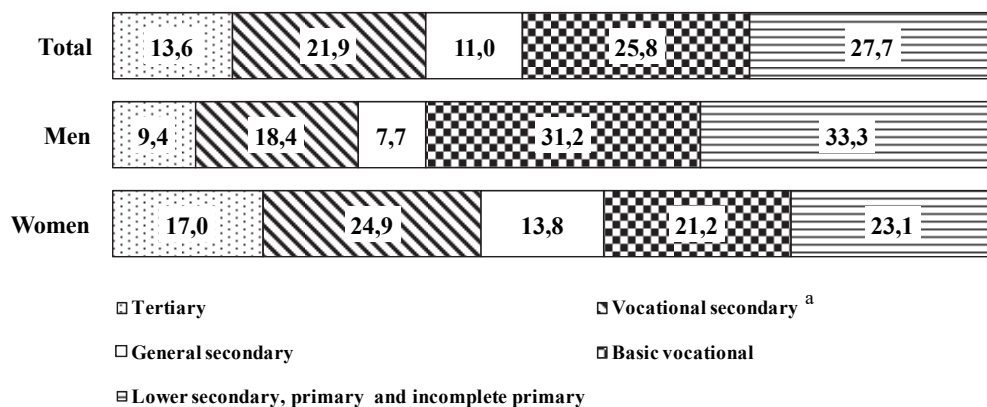 Total 13,6 21,9 11,0 25,8 27,7
Men 9,4 18,4 7,7 31,2 33,3
Women 17,0 24,9 13,8 21,2 23,1
Tertiary Vocational secondary a
General secondary Basic vocational
Lower secondary, primary and incomplete primary